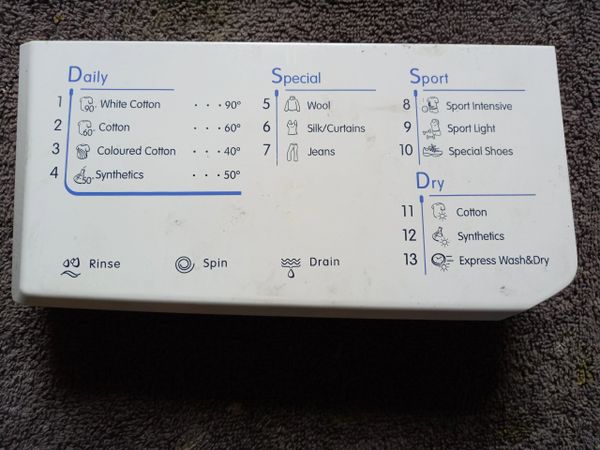 Daily
1 90° White Cotton · · · 90°
2 60° Cotton · · · 60°
3 Coloured Cotton · · · 40°
4 50° Synthetics · · · 50°
Special
5 Wool
6 Silk/Curtains
7 Jeans
Sport
8 Sport Intensive
9 Sport Light
10 Special Shoes
Dry
11 Cotton
12 Synthetics
13 Express Wash&Dry
Rinse
Spin
Drain